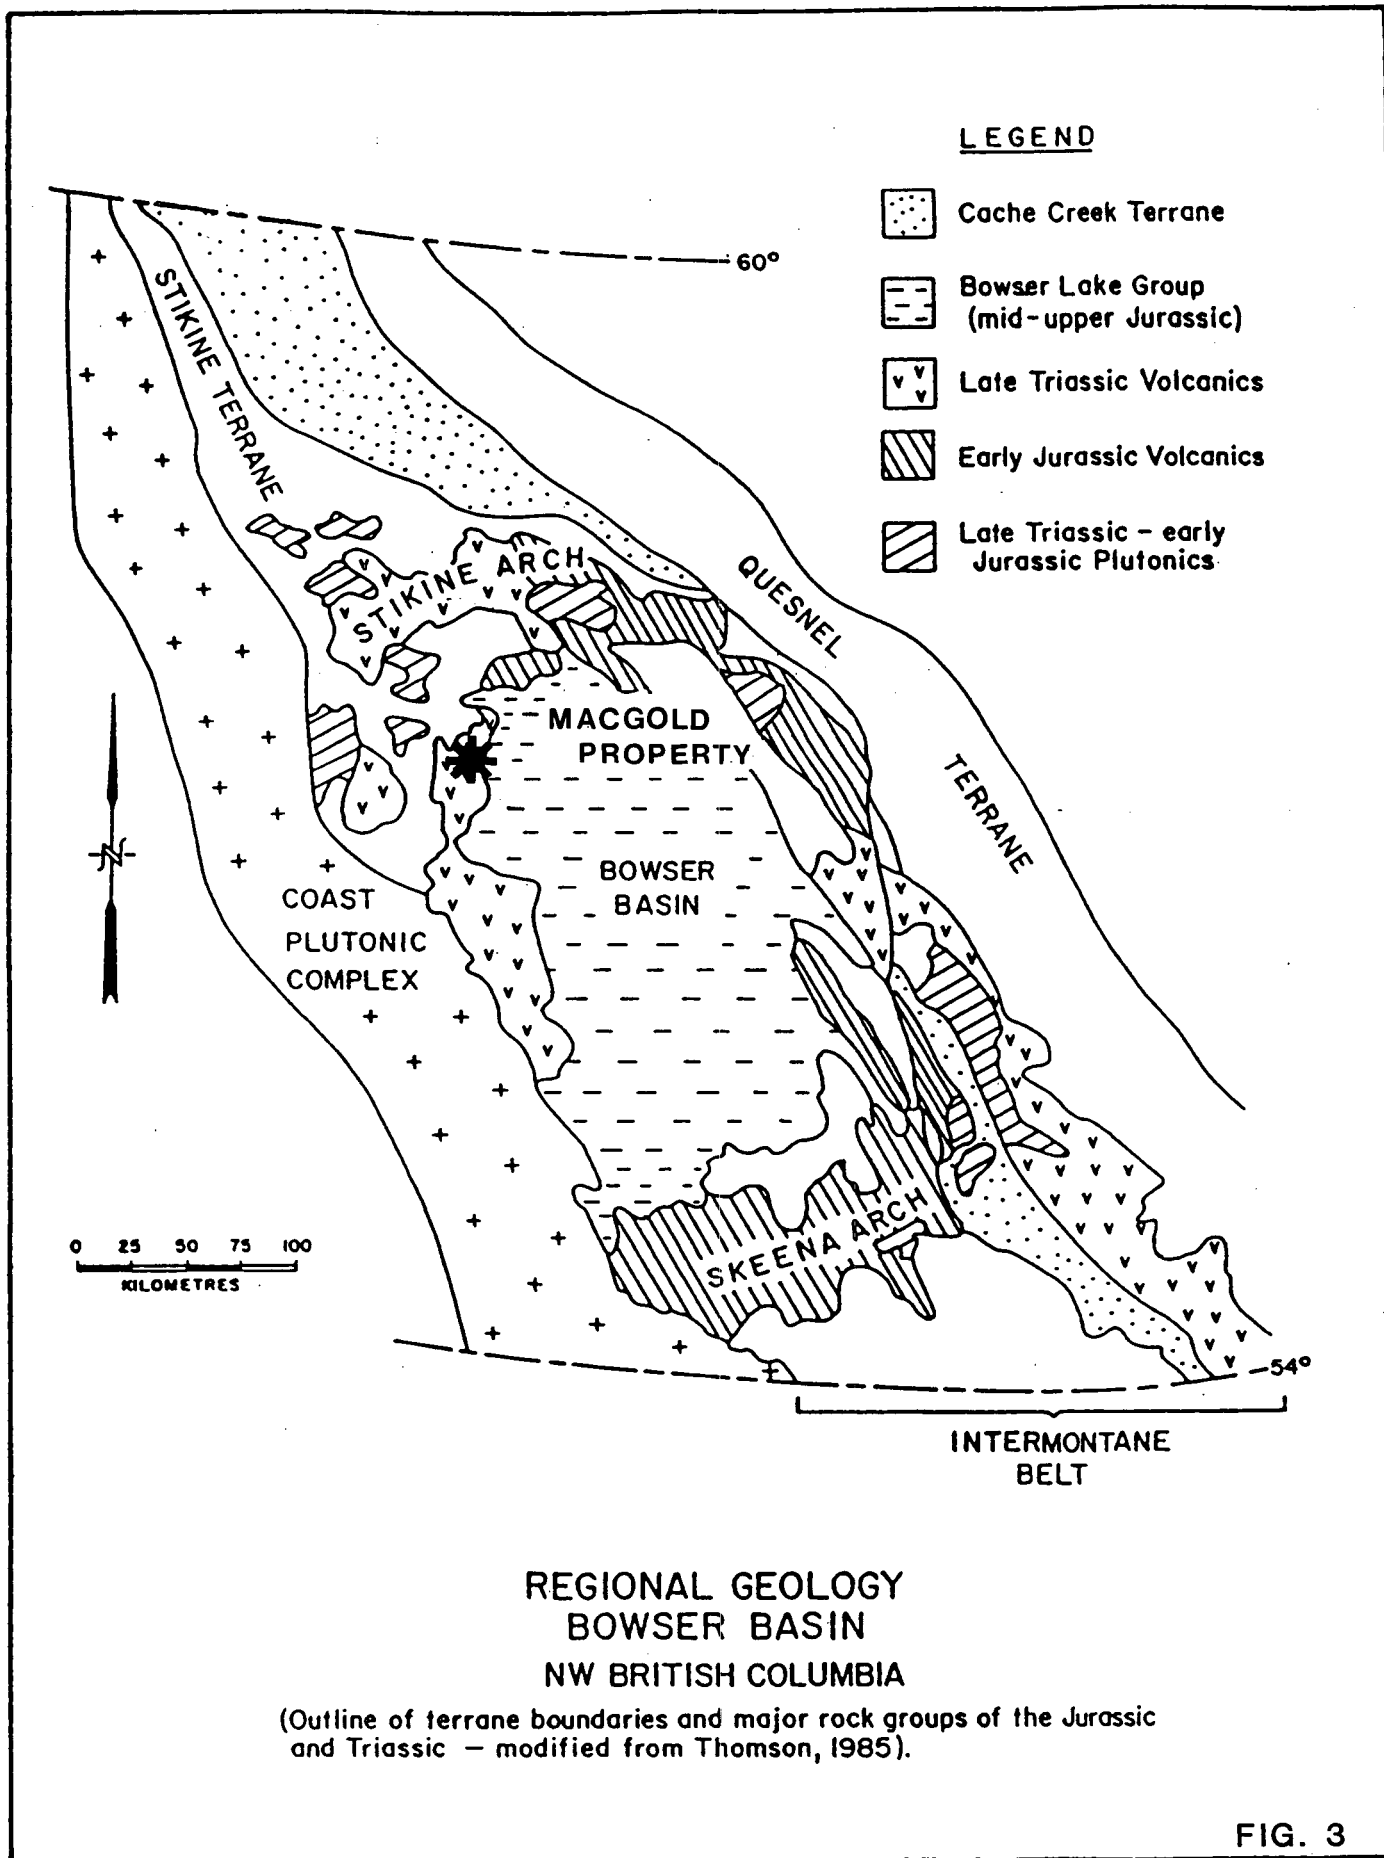 LEGEND
Cache Creek Terrane
Bowser Lake Group
(mid-upper Jurassic)
Late Triassic Volcanics
Early Jurassic Volcanics
Late Triassic - early
Jurassic Plutonics
60°
STIKINE TERRANE
STIKINE ARCH
QUESNEL
TERRANE
MACGOLD
PROPERTY
N
BOWSER
BASIN
COAST
PLUTONIC
COMPLEX
SKEENA ARCH
0 25 50 75 100
KILOMETRES
54°
INTERMONTANE
BELT
REGIONAL GEOLOGY
BOWSER BASIN
NW BRITISH COLUMBIA
(Outline of terrane boundaries and major rock groups of the Jurassic
and Triassic — modified from Thomson, 1985).
FIG. 3